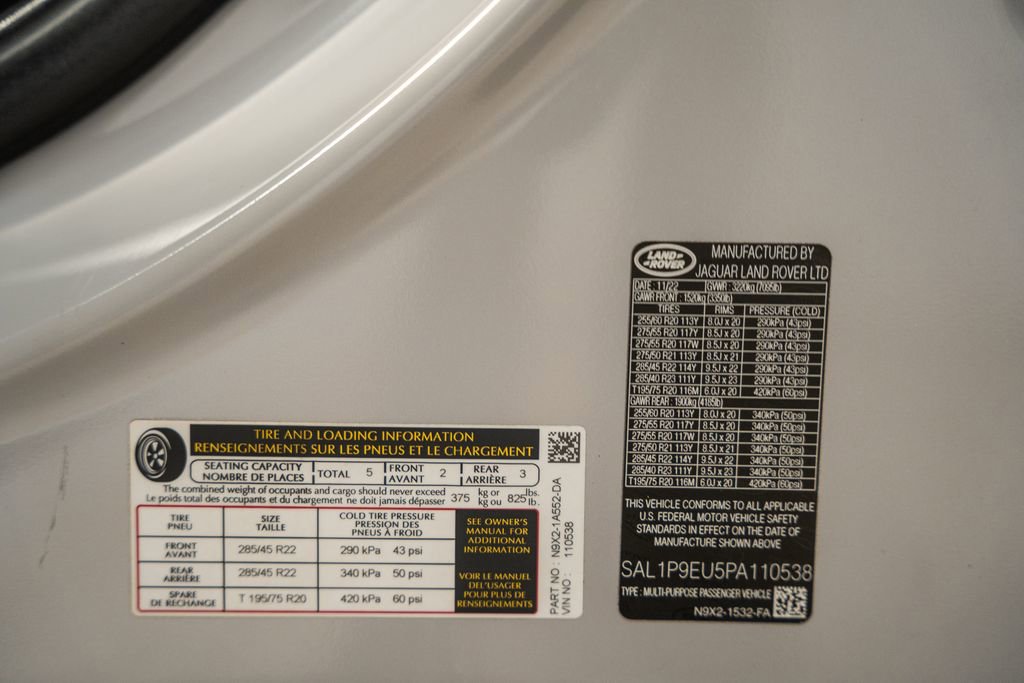 TIRE AND LOADING INFORMATION
RENSEIGNEMENTS SUR LES PNEUS ET LE CHARGEMENT
SEATING CAPACITY
NOMBRE DE PLACES
TOTAL 5
FRONT
AVANT 2
REAR
ARRIÈRE 3
The combined weight of occupants and cargo should never exceed
Le poids total des occupants et du chargement ne doit jamais dépasser
375 kg or 825 lbs.
kg ou lb.
TIRE
PNEU
SIZE
TAILLE
COLD TIRE PRESSURE
PRESSION DES
PNEUS À FROID
FRONT
AVANT
285/45 R22
290 kPa 43 psi
REAR
ARRIÈRE
285/45 R22
340 kPa 50 psi
SPARE
DE RECHANGE
T 195/75 R20
420 kPa 60 psi
SEE OWNER'S
MANUAL FOR
ADDITIONAL
INFORMATION
VOIR LE MANUEL
DEL'USAGER
POUR PLUS DE
RENSEIGNEMENTS
PART NO : N9X2-1A552-DA
VIN NO : 110538
LAND
ROVER
MANUFACTURED BY
JAGUAR LAND ROVER LTD
DATE : 11/22 GVWR : 3220kg (7095lb)
GAWR FRONT : 1520kg (3350lb)
TIRES RIMS PRESSURE (COLD)
255/60 R20 113Y 8.0J x 20 290kPa (43psi)
275/55 R20 117Y 8.5J x 20 290kPa (43psi)
275/55 R20 117W 8.5J x 20 290kPa (43psi)
275/50 R21 113Y 8.5J x 21 290kPa (43psi)
285/45 R22 114Y 9.5J x 22 290kPa (43psi)
285/40 R23 111Y 9.5J x 23 290kPa (43psi)
T195/75 R20 116M 6.0J x 20 420kPa (60psi)
GAWR REAR : 1900kg (4185lb)
255/60 R20 113Y 8.0J x 20 340kPa (50psi)
275/55 R20 117Y 8.5J x 20 340kPa (50psi)
275/55 R20 117W 8.5J x 20 340kPa (50psi)
275/50 R21 113Y 8.5J x 21 340kPa (50psi)
285/45 R22 114Y 9.5J x 22 340kPa (50psi)
285/40 R23 111Y 9.5J x 23 340kPa (50psi)
T195/75 R20 116M 6.0J x 20 420kPa (60psi)
THIS VEHICLE CONFORMS TO ALL APPLICABLE
U.S. FEDERAL MOTOR VEHICLE SAFETY
STANDARDS IN EFFECT ON THE DATE OF
MANUFACTURE SHOWN ABOVE
SAL1P9EU5PA110538
TYPE : MULTI-PURPOSE PASSENGER VEHICLE
N9X2-1532-FA